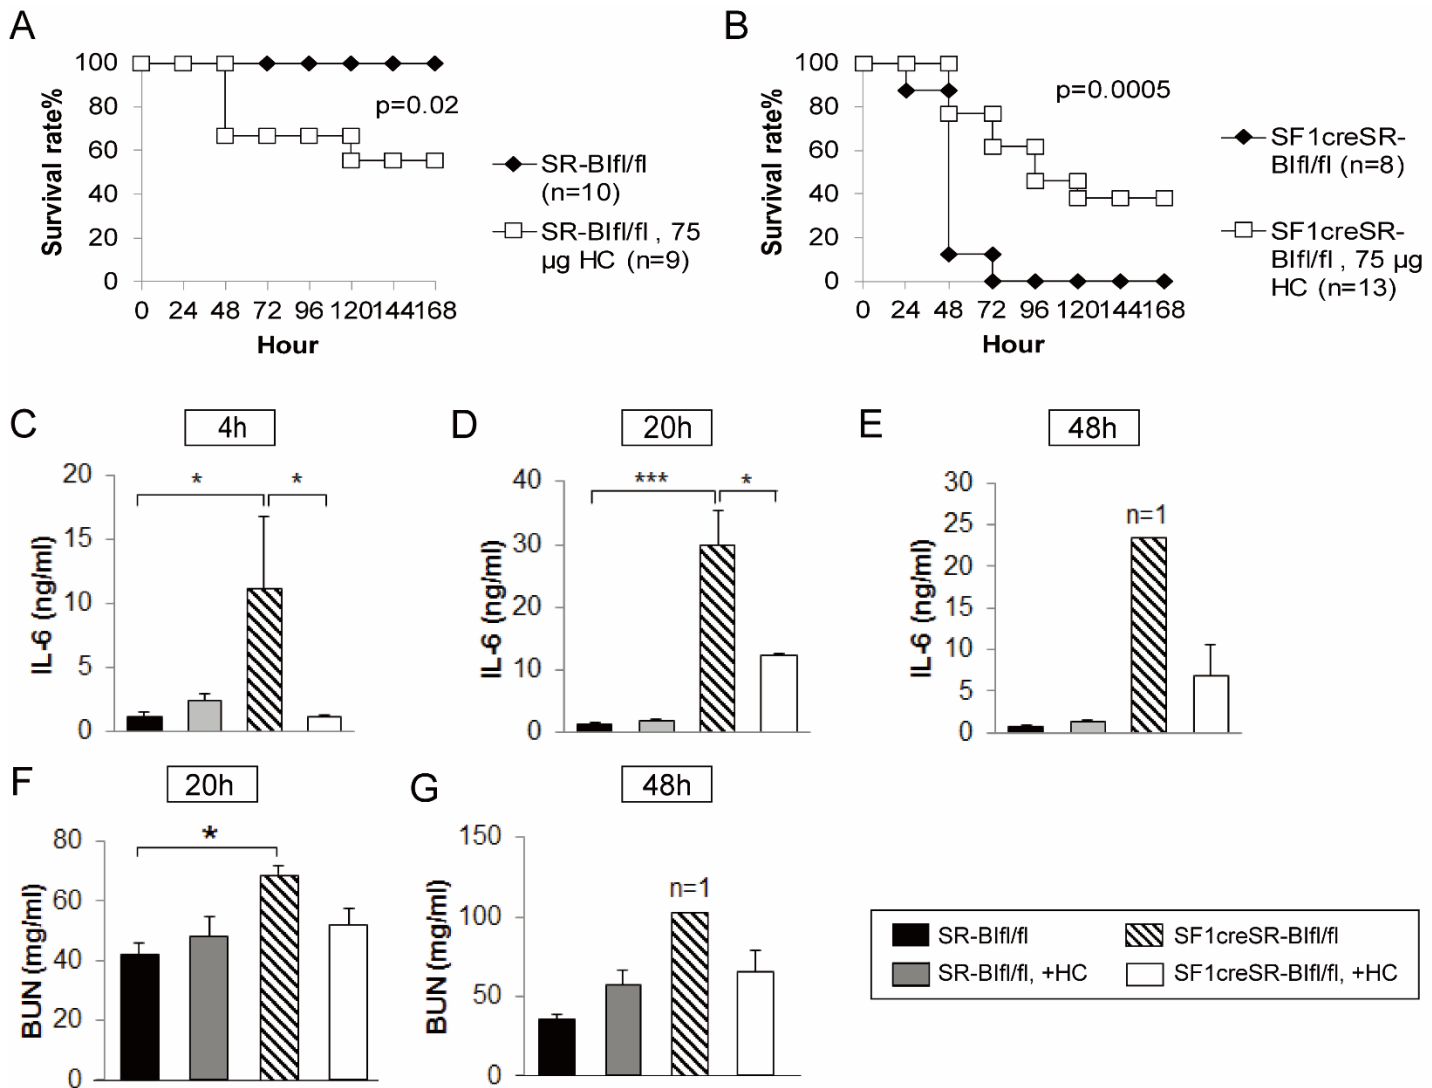 A
100
80
60
40
20
0
Survival rate%
p=0.02
0 24 48 72 96 120144168
Hour
SR-BIfl/fl
(n=10)
SR-BIfl/fl , 75
µg HC (n=9)
B
100
80
60
40
20
0
Survival rate%
p=0.0005
0 24 48 72 96 120144168
Hour
SF1creSR-
BIfl/fl (n=8)
SF1creSR-
BIfl/fl , 75 µg
HC (n=13)
C
4h
20
15
10
5
0
IL-6 (ng/ml)
* *
D
20h
40
30
20
10
0
IL-6 (ng/ml)
*** *
E
48h
30
25
20
15
10
5
0
IL-6 (ng/ml)
n=1
F
20h
80
60
40
20
0
BUN (mg/ml)
*
G
48h
150
100
50
0
BUN (mg/ml)
n=1
SR-BIfl/fl
SF1creSR-BIfl/fl
SR-BIfl/fl, +HC
SF1creSR-BIfl/fl, +HC